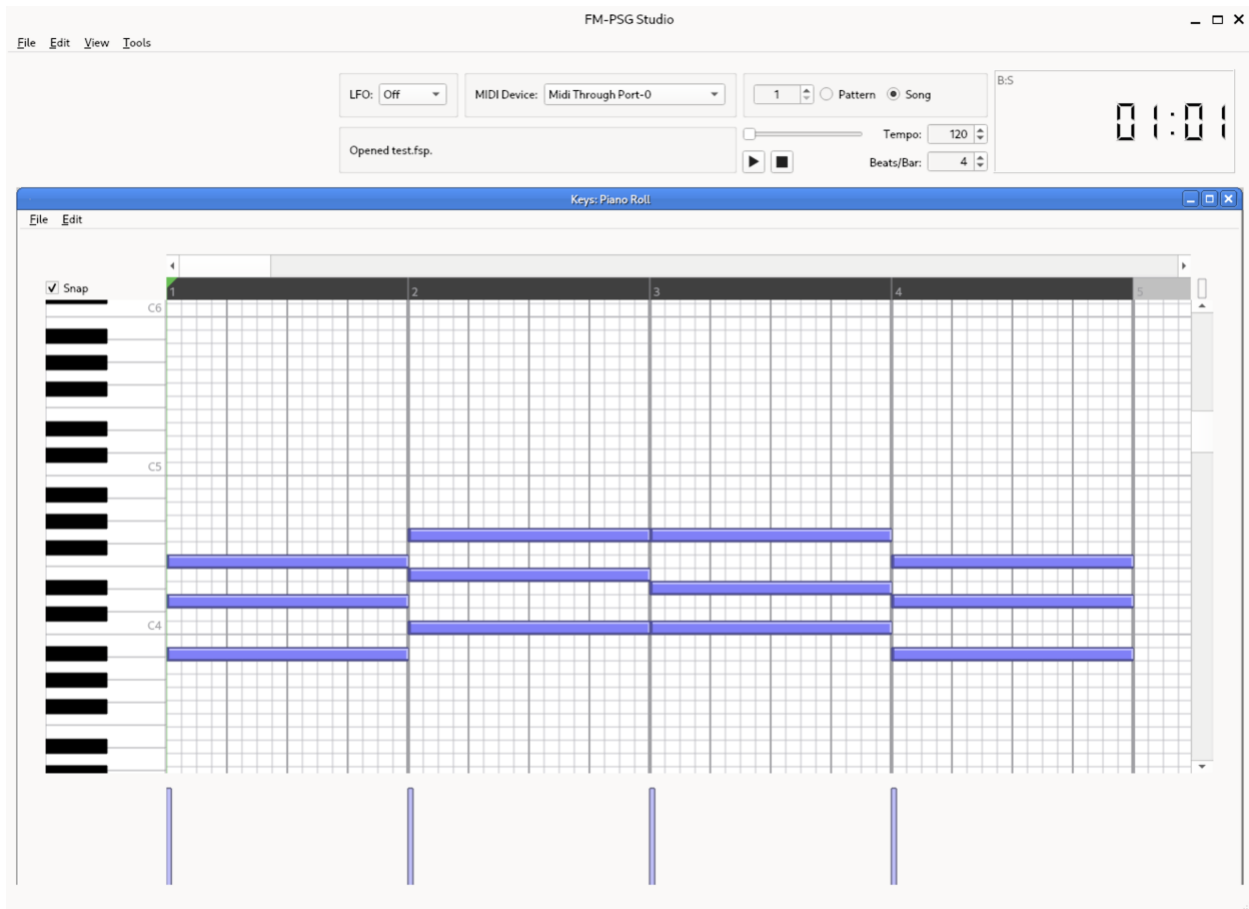 FM-PSG Studio
File Edit View Tools
LFO: Off
MIDI Device: Midi Through Port-0
1 Pattern Song
B:S
01:01
Tempo: 120
Opened test.fsp.
Beats/Bar: 4
Keys: Piano Roll
File Edit
Snap
1 2 3 4 5
C6
C5
C4